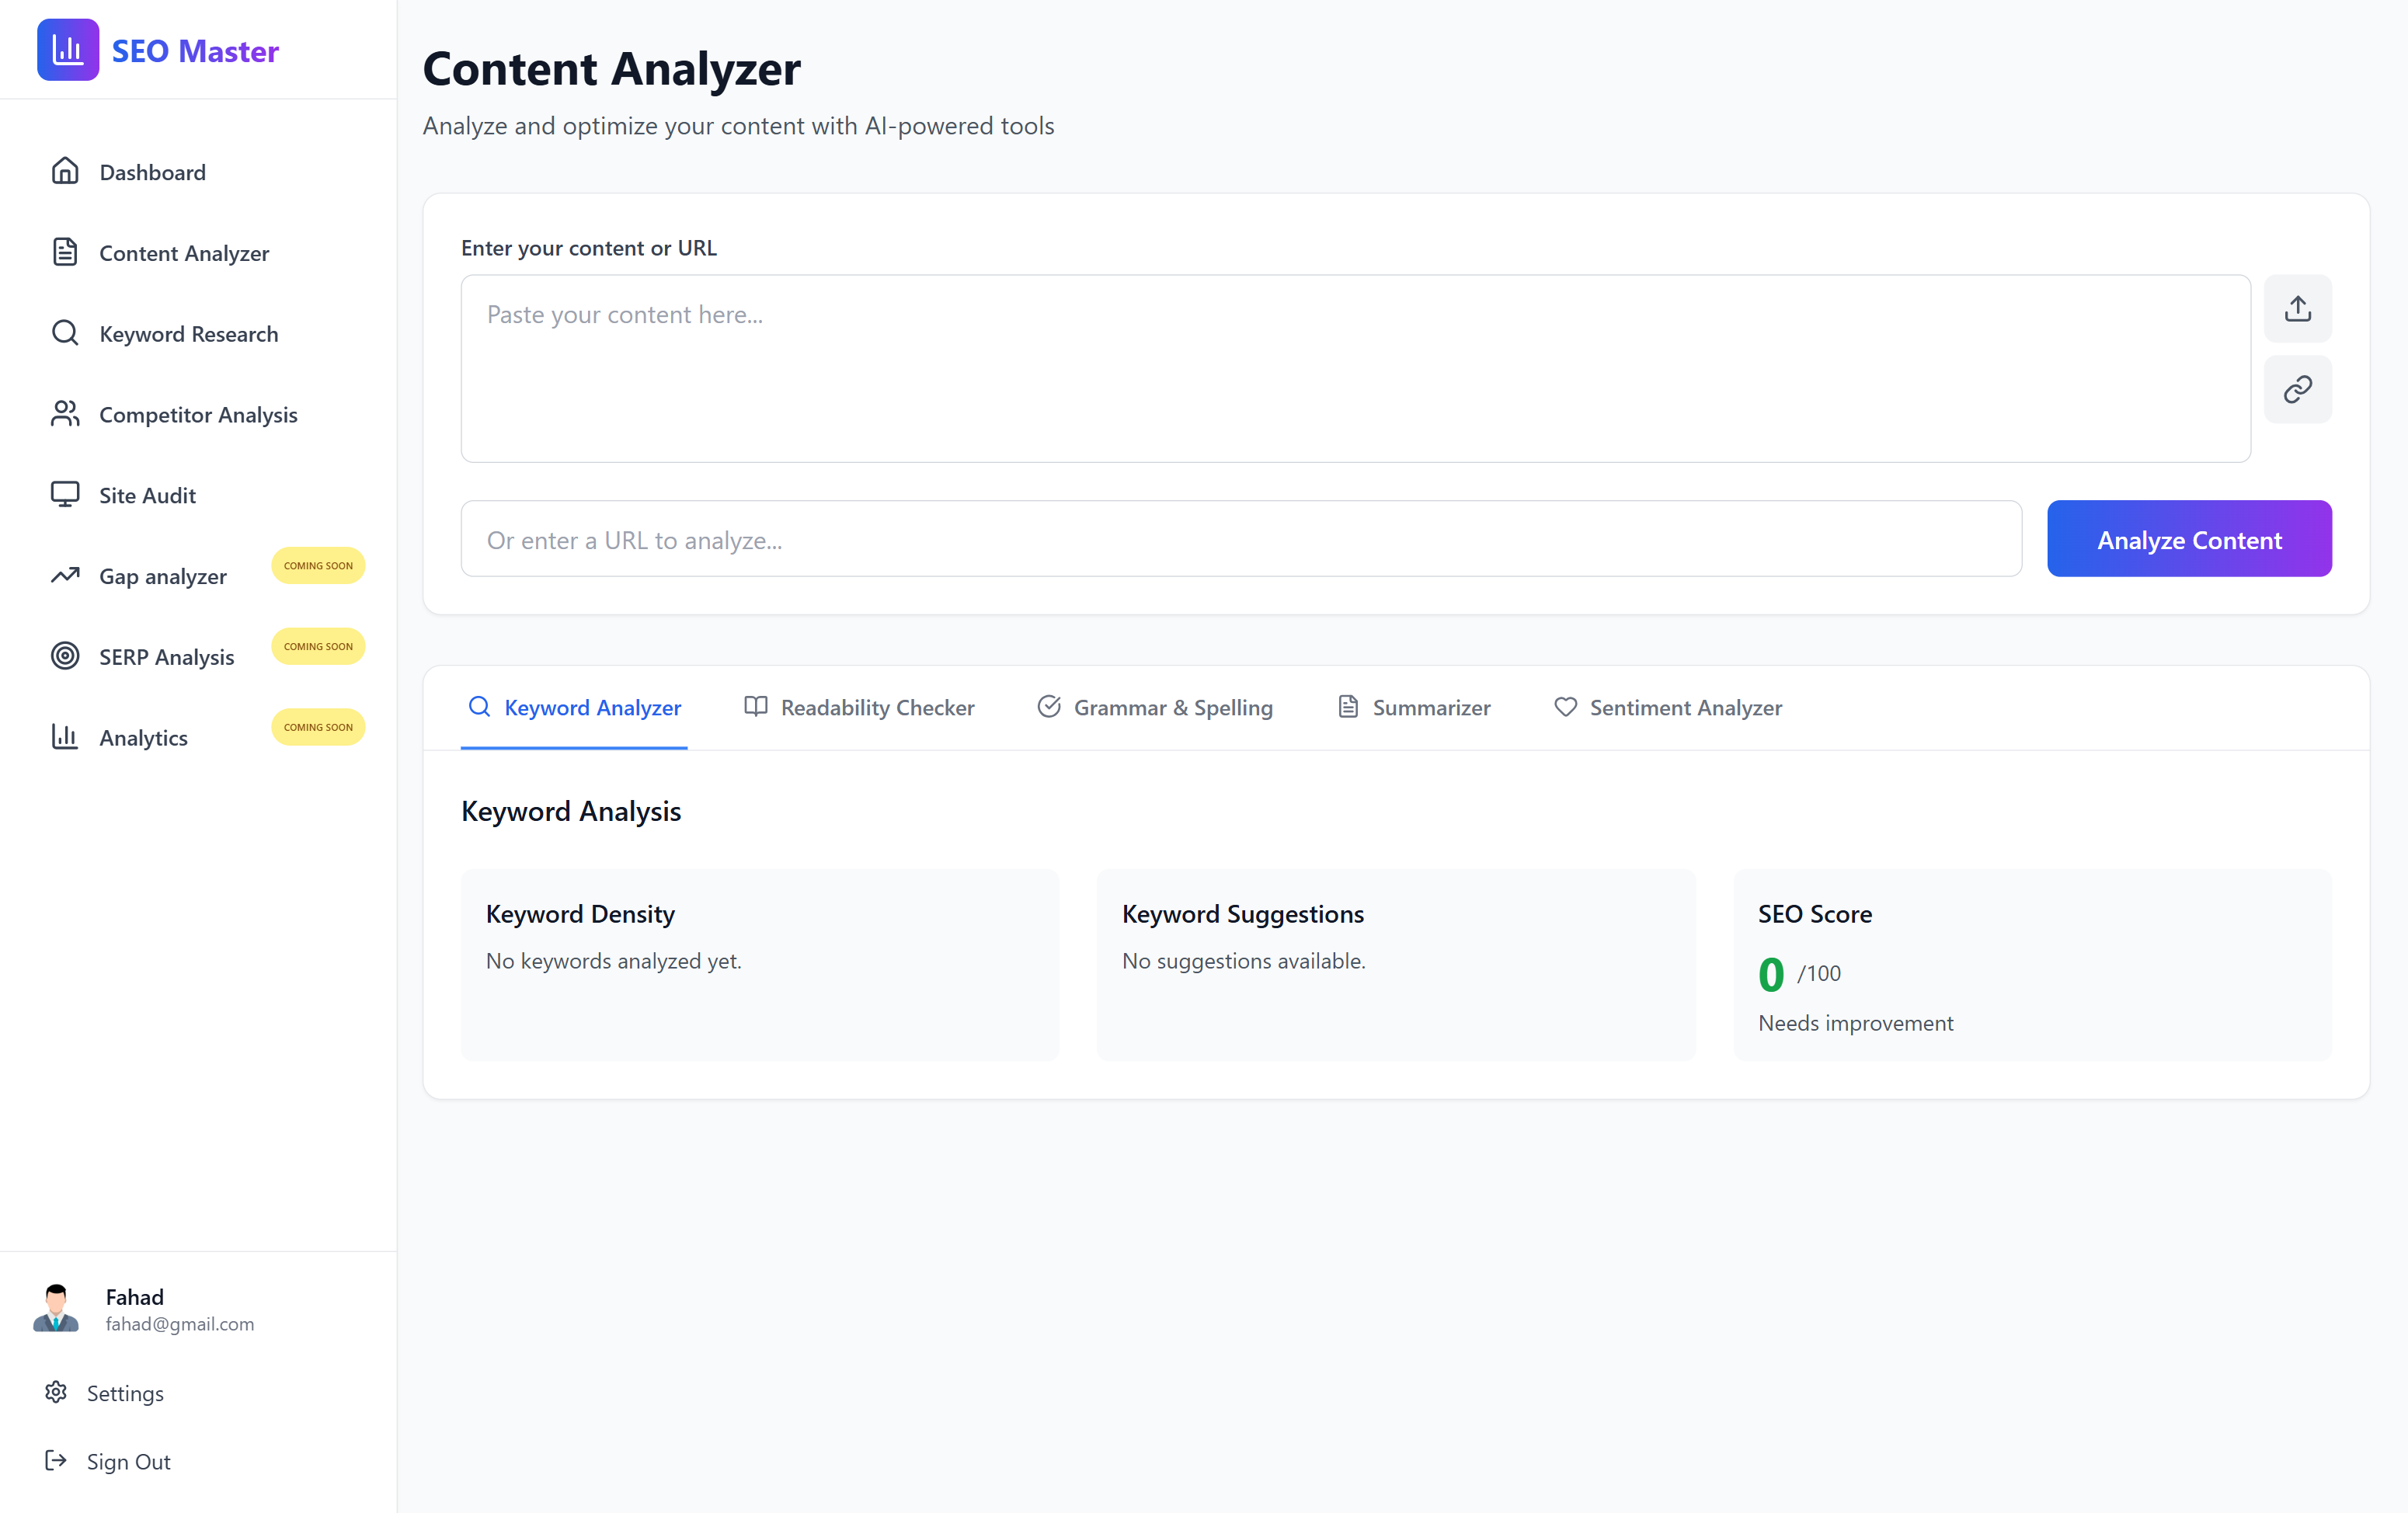 SEO Master
Dashboard
Content Analyzer
Keyword Research
Competitor Analysis
Site Audit
Gap analyzer
COMING SOON
SERP Analysis
COMING SOON
Analytics
COMING SOON
Fahad
fahad@gmail.com
Settings
Sign Out
Content Analyzer
Analyze and optimize your content with AI-powered tools
Enter your content or URL
Paste your content here...
Or enter a URL to analyze...
Analyze Content
Keyword Analyzer
Readability Checker
Grammar & Spelling
Summarizer
Sentiment Analyzer
Keyword Analysis
Keyword Density
No keywords analyzed yet.
Keyword Suggestions
No suggestions available.
SEO Score
0 /100
Needs improvement